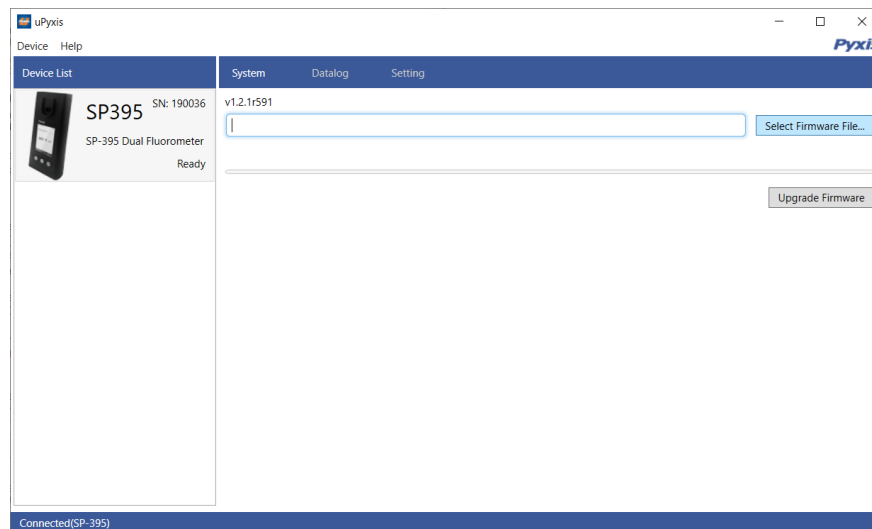 uPyxis
Device Help
Pyxis
Device List
System Datalog Setting
SP395 SN: 190036
SP-395 Dual Fluorometer
Ready
v1.2.1r591
Select Firmware File...
Upgrade Firmware
Connected(SP-395)